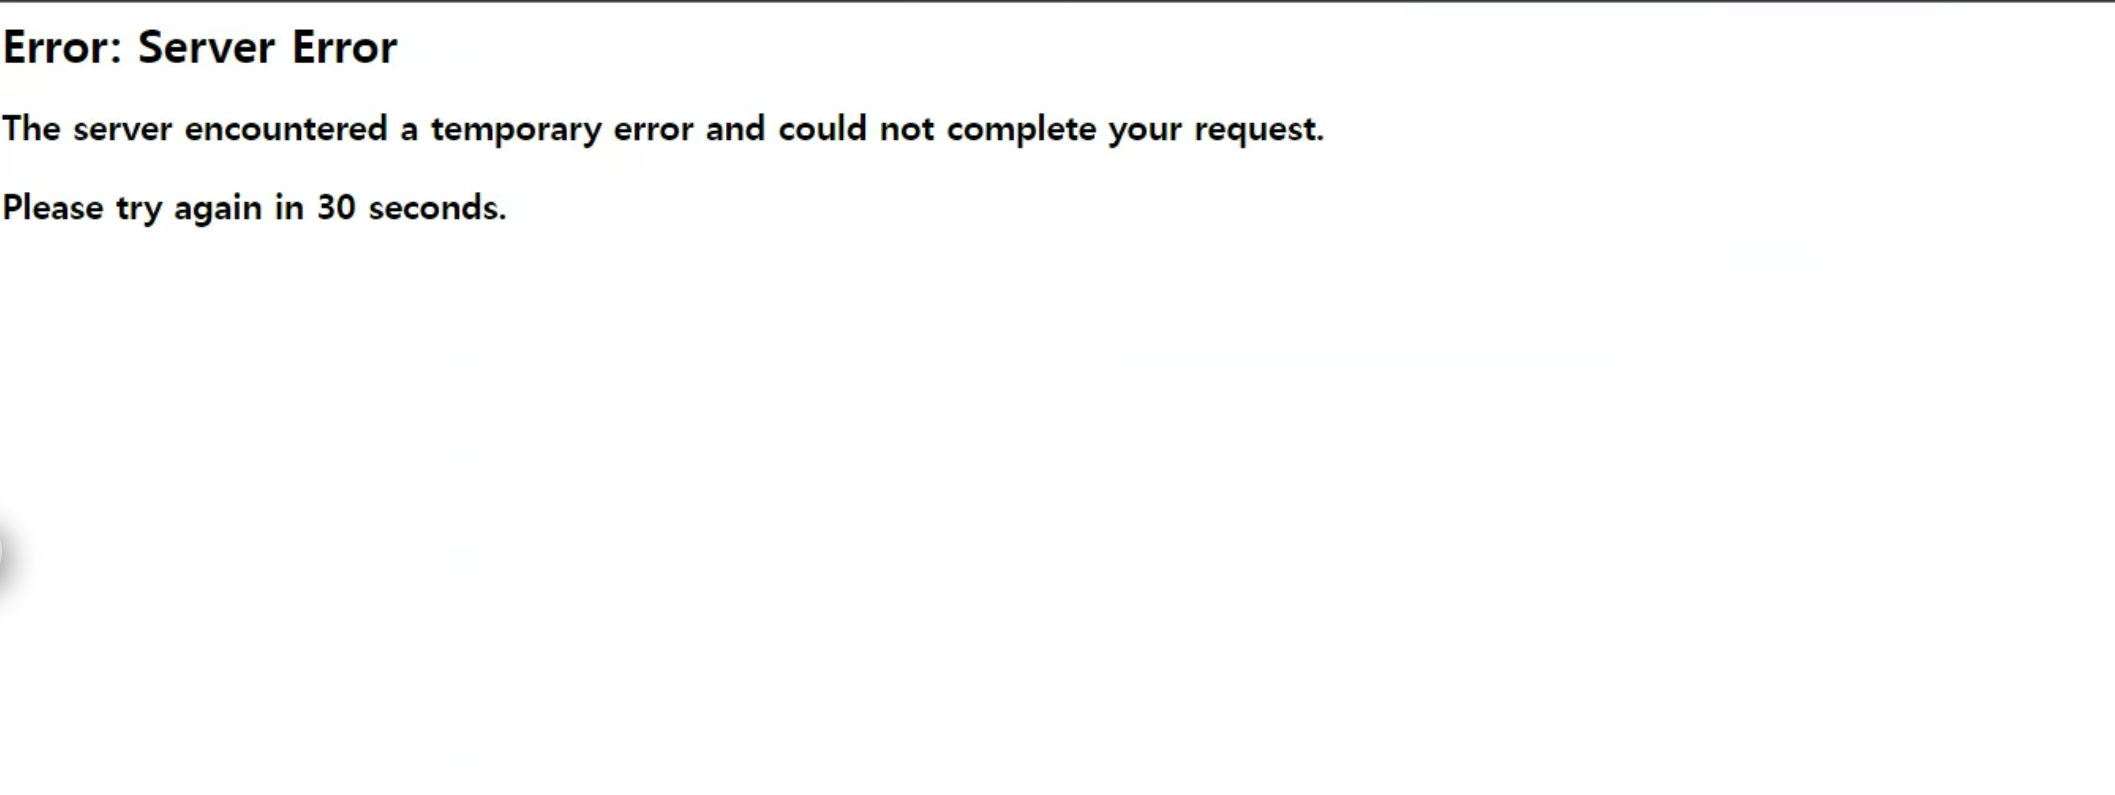 Error: Server Error
The server encountered a temporary error and could not complete your request.
Please try again in 30 seconds.